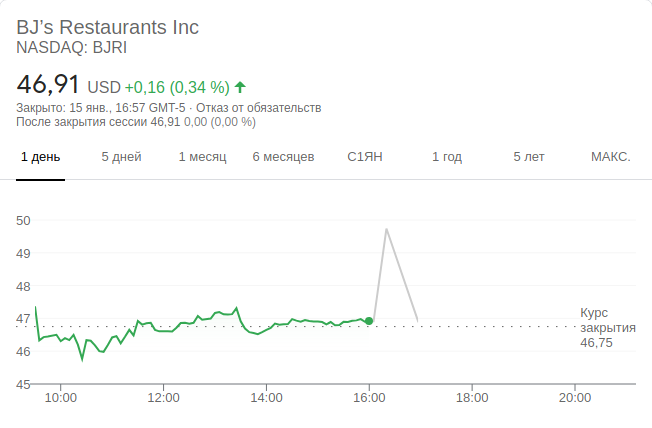 BJ’s Restaurants Inc
NASDAQ: BJRI
46,91 USD +0,16 (0,34 %)
Закрыто: 15 янв., 16:57 GMT-5 · Отказ от обязательств
После закрытия сессии 46,91 0,00 (0,00 %)
1 день 5 дней 1 месяц 6 месяцев С1ЯН 1 год 5 лет МАКС.
50
49
48
47
46
45
Курс
закрытия
46,75
10:00 12:00 14:00 16:00 18:00 20:00